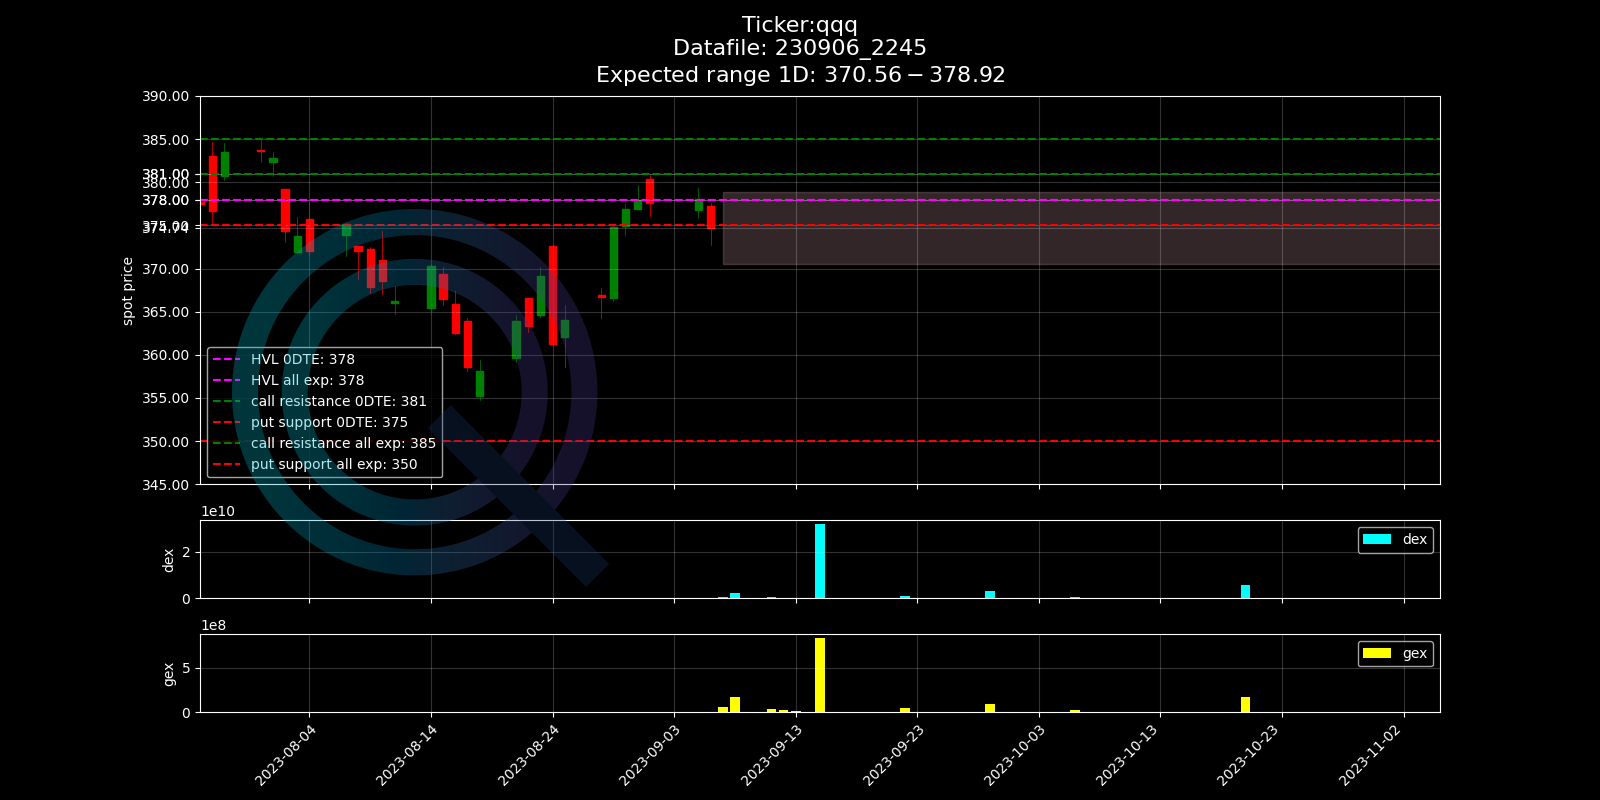 Ticker:qqq
Datafile: 230906_2245
Expected range 1D: 370.56 − 378.92
390.00
385.00
381.00
380.00
378.00
375.00
374.74
370.00
365.00
360.00
355.00
350.00
345.00
spot price
HVL 0DTE: 378
HVL all exp: 378
call resistance 0DTE: 381
put support 0DTE: 375
call resistance all exp: 385
put support all exp: 350
1e10
2
0
dex
dex
1e8
5
0
gex
gex
2023-08-04
2023-08-14
2023-08-24
2023-09-03
2023-09-13
2023-09-23
2023-10-03
2023-10-13
2023-10-23
2023-11-02